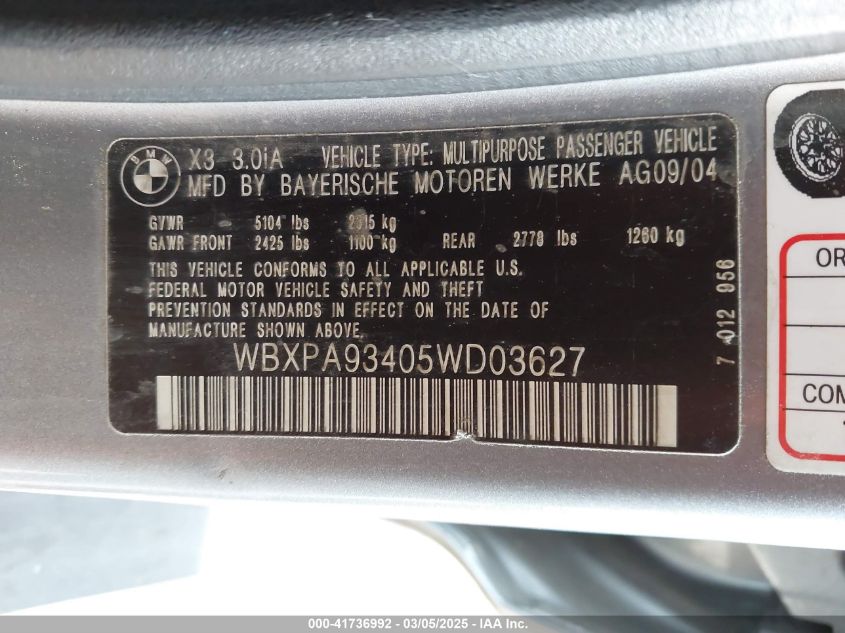 BMW
X3 3.0IA VEHICLE TYPE: MULTIPURPOSE PASSENGER VEHICLE
MFD BY BAYERISCHE MOTOREN WERKE AG09/04
GVWR 5104 lbs 2315 kg
GAWR FRONT 2425 lbs 1100 kg REAR 2778 lbs 1260 kg
THIS VEHICLE CONFORMS TO ALL APPLICABLE U.S.
FEDERAL MOTOR VEHICLE SAFETY AND THEFT
PREVENTION STANDARDS IN EFFECT ON THE DATE OF
MANUFACTURE SHOWN ABOVE.
WBXPA93405WD03627
7 012 956
OR
COM
000-41736992 - 03/05/2025 - IAAI.COM